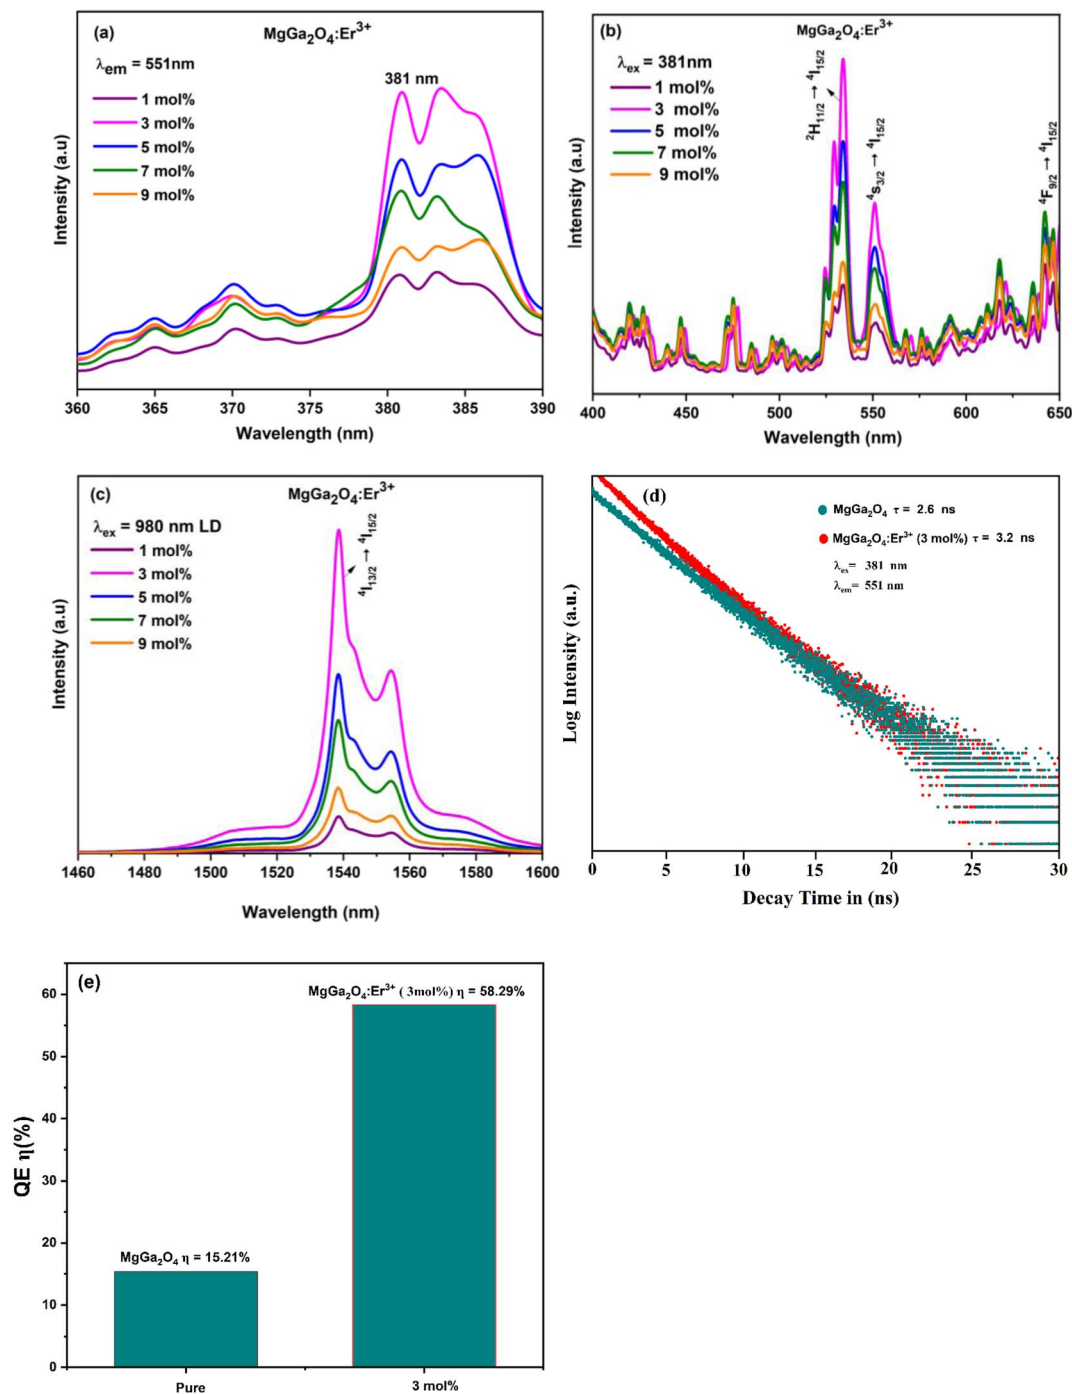 (a)
MgGa₂O₄:Er³⁺
λem = 551nm
381 nm
1 mol%
3 mol%
5 mol%
7 mol%
9 mol%
Intensity (a.u)
360 365 370 375 380 385 390
Wavelength (nm)
(b)
MgGa₂O₄:Er³⁺
λex = 381nm
1 mol%
3 mol%
5 mol%
7 mol%
9 mol%
²H₁₁/₂ → ⁴I₁₅/₂
⁴S₃/₂ → ⁴I₁₅/₂
⁴F₉/₂ → ⁴I₁₅/₂
Intensity (a.u)
400 450 500 550 600 650
Wavelength (nm)
(c)
MgGa₂O₄:Er³⁺
λex = 980 nm LD
1 mol%
3 mol%
5 mol%
7 mol%
9 mol%
⁴I₁₃/₂ → ⁴I₁₅/₂
Intensity (a.u)
1460 1480 1500 1520 1540 1560 1580 1600
Wavelength (nm)
(d)
MgGa₂O₄ τ = 2.6 ns
MgGa₂O₄:Er³⁺ (3 mol%) τ = 3.2 ns
λex= 381 nm
λem= 551 nm
Log Intensity (a.u.)
0 5 10 15 20 25 30
Decay Time in (ns)
(e)
MgGa₂O₄:Er³⁺ ( 3mol%) η = 58.29%
MgGa₂O₄ η = 15.21%
QE η(%)
60
50
40
30
20
10
0
Pure 3 mol%